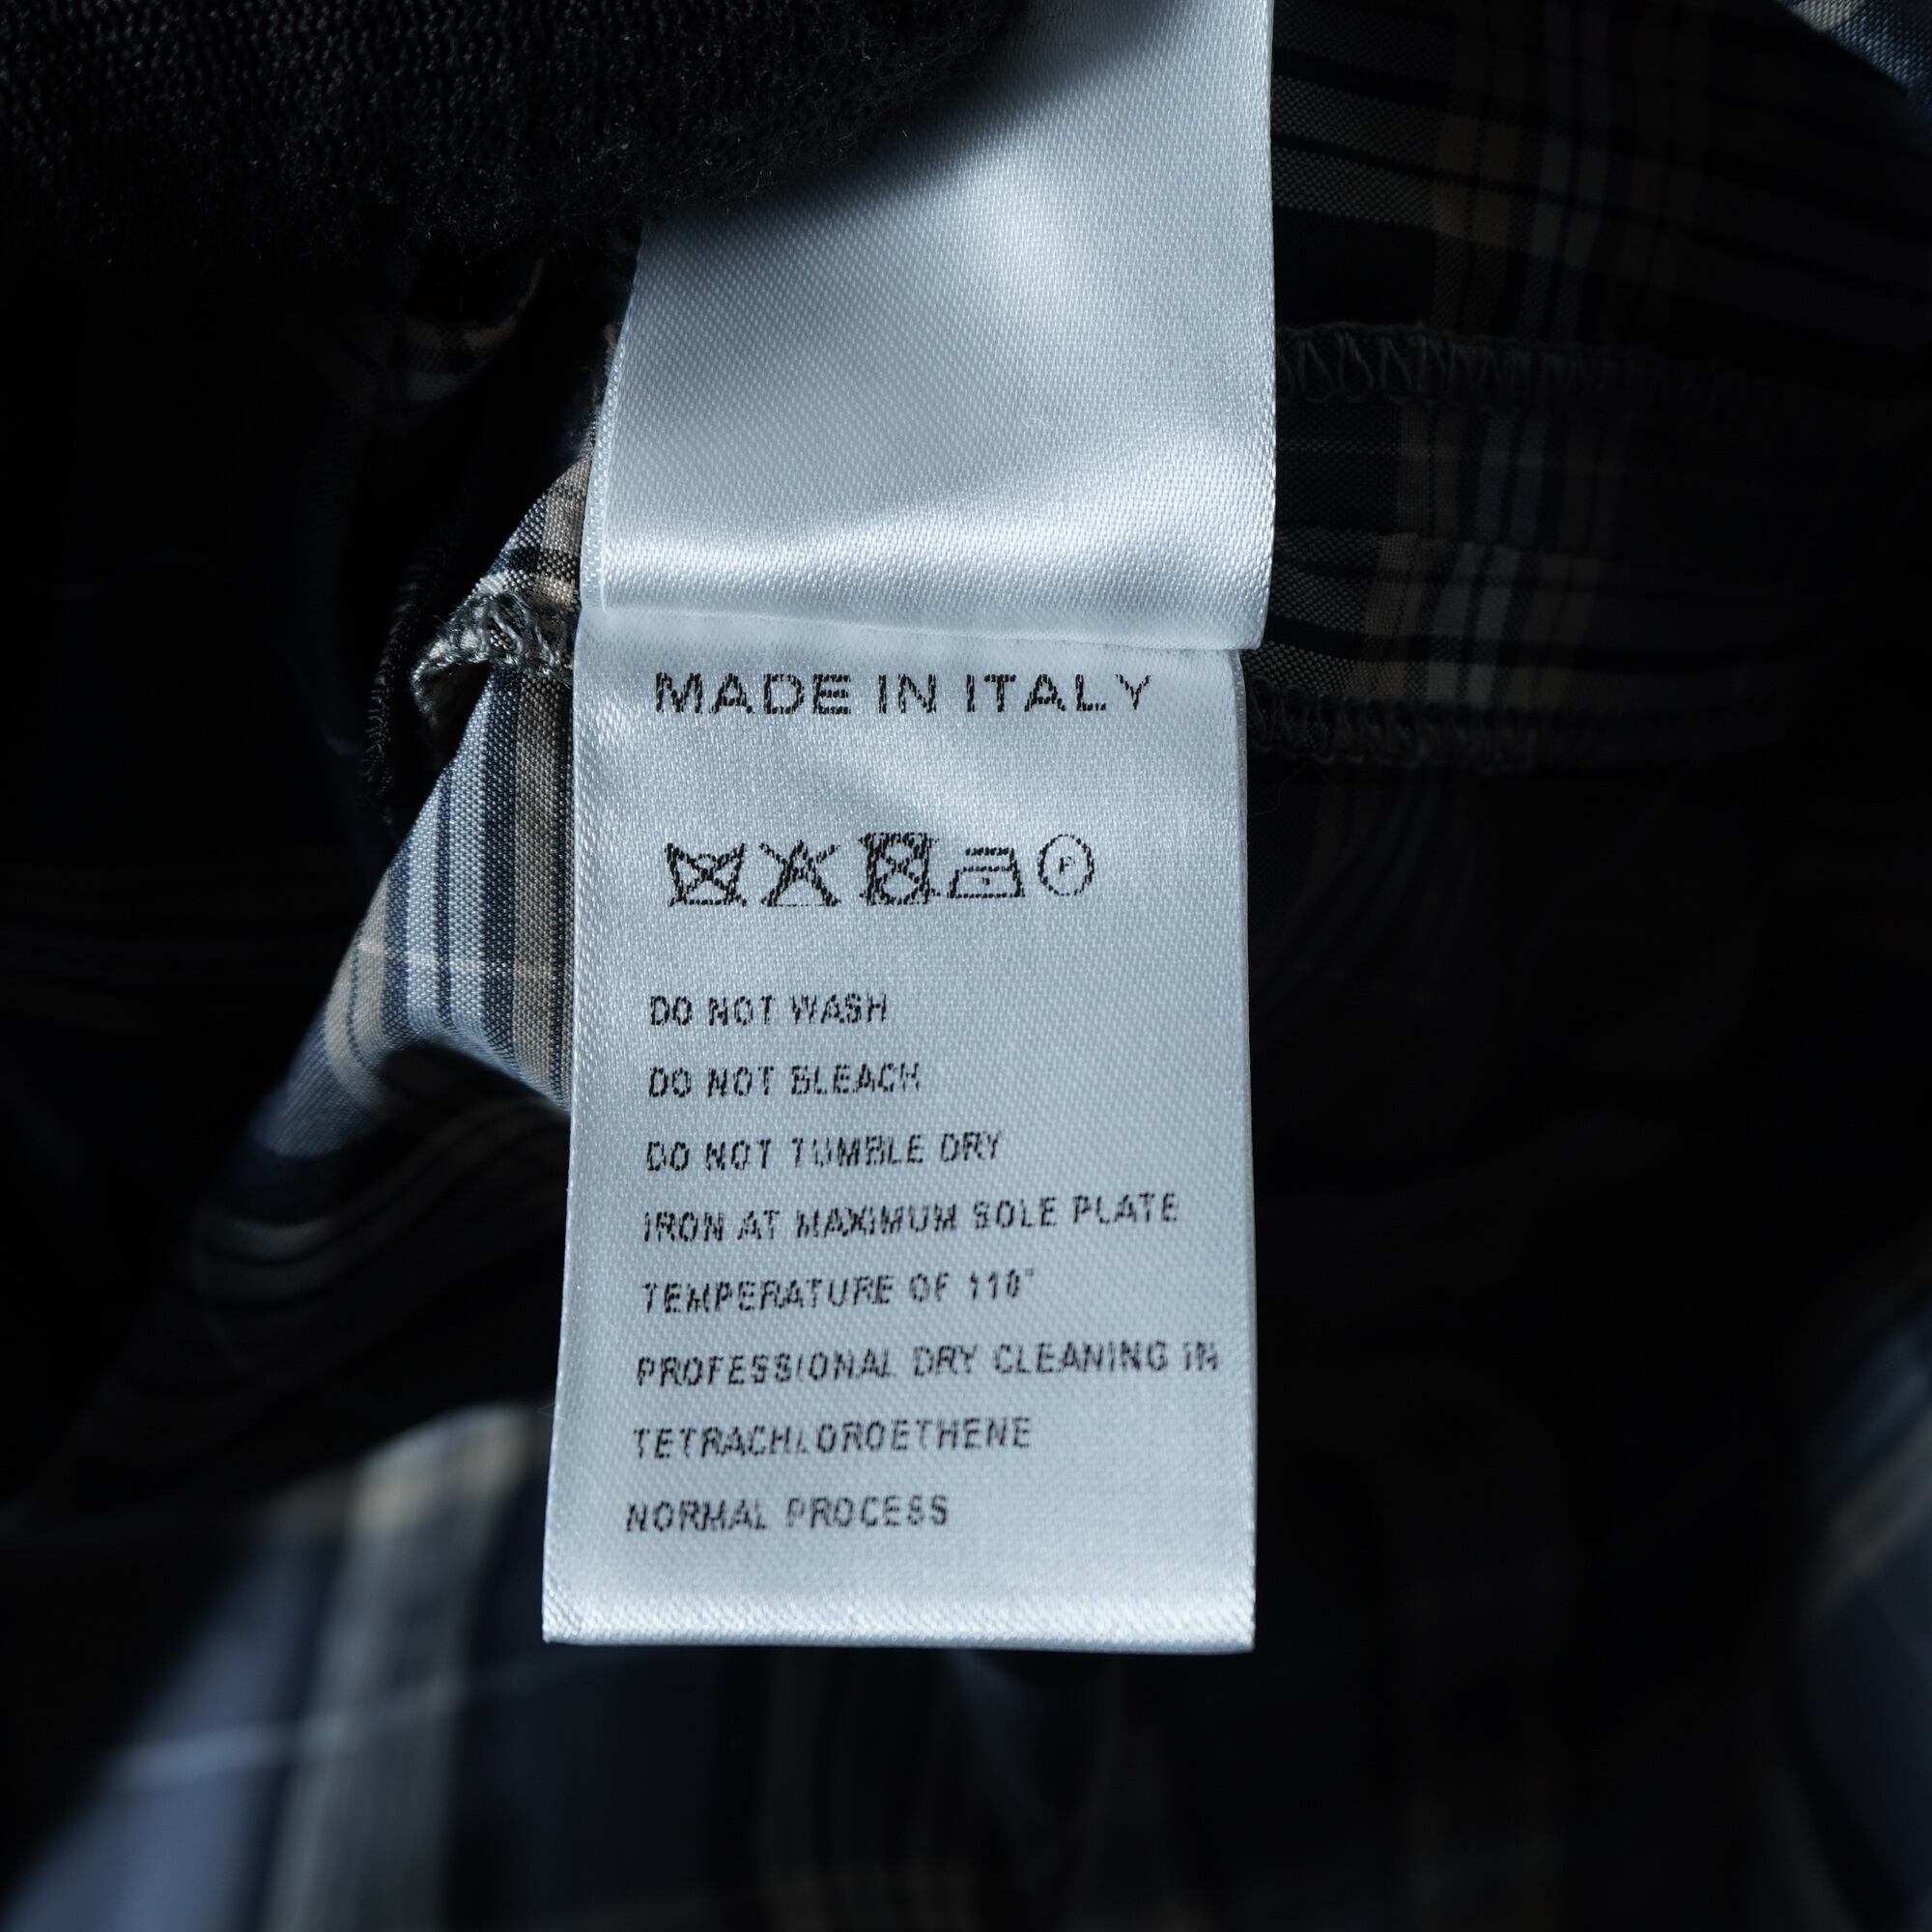 MADE IN ITALY
P
DO NOT WASH
DO NOT BLEACH
DO NOT TUMBLE DRY
IRON AT MAXIMUM SOLE PLATE
TEMPERATURE OF 110°
PROFESSIONAL DRY CLEANING IN
TETRACHLOROETHENE
NORMAL PROCESS